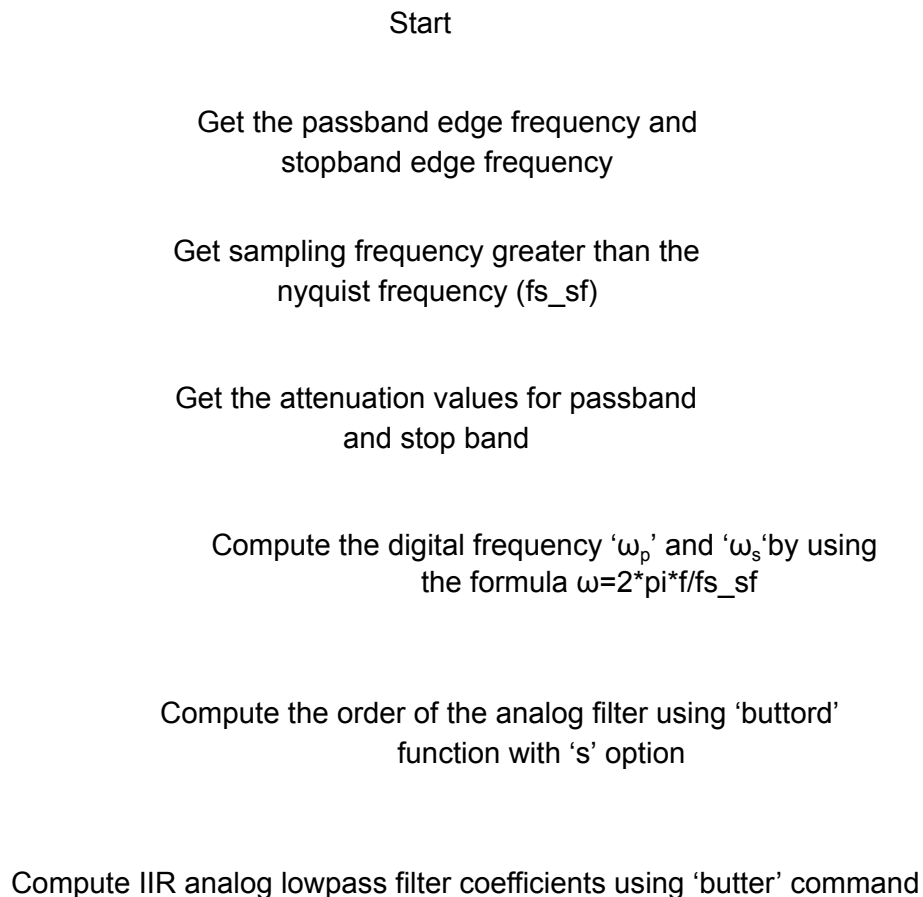 Start
Get the passband edge frequency and
stopband edge frequency
Get sampling frequency greater than the
nyquist frequency (fs_sf)
Get the attenuation values for passband
and stop band
Compute the digital frequency ‘ωₚ’ and ‘ωₛ‘by using
the formula ω=2*pi*f/fs_sf
Compute the order of the analog filter using ‘buttord’
function with ‘s’ option
Compute IIR analog lowpass filter coefficients using ‘butter’ command